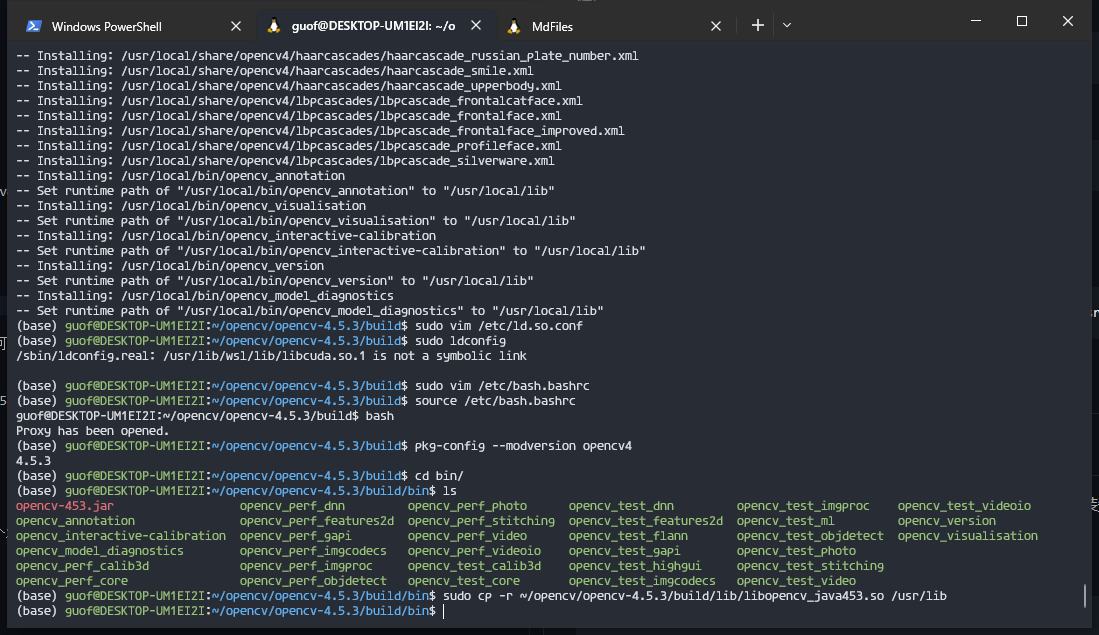 Windows PowerShell
guof@DESKTOP-UM1EI2I: ~/o
MdFiles
-- Installing: /usr/local/share/opencv4/haarcascades/haarcascade_russian_plate_number.xml
-- Installing: /usr/local/share/opencv4/haarcascades/haarcascade_smile.xml
-- Installing: /usr/local/share/opencv4/haarcascades/haarcascade_upperbody.xml
-- Installing: /usr/local/share/opencv4/lbpcascades/lbpcascade_frontalcatface.xml
-- Installing: /usr/local/share/opencv4/lbpcascades/lbpcascade_frontalface.xml
-- Installing: /usr/local/share/opencv4/lbpcascades/lbpcascade_frontalface_improved.xml
-- Installing: /usr/local/share/opencv4/lbpcascades/lbpcascade_profileface.xml
-- Installing: /usr/local/share/opencv4/lbpcascades/lbpcascade_silverware.xml
-- Installing: /usr/local/bin/opencv_annotation
-- Set runtime path of "/usr/local/bin/opencv_annotation" to "/usr/local/lib"
-- Installing: /usr/local/bin/opencv_visualisation
-- Set runtime path of "/usr/local/bin/opencv_visualisation" to "/usr/local/lib"
-- Installing: /usr/local/bin/opencv_interactive-calibration
-- Set runtime path of "/usr/local/bin/opencv_interactive-calibration" to "/usr/local/lib"
-- Installing: /usr/local/bin/opencv_version
-- Set runtime path of "/usr/local/bin/opencv_version" to "/usr/local/lib"
-- Installing: /usr/local/bin/opencv_model_diagnostics
-- Set runtime path of "/usr/local/bin/opencv_model_diagnostics" to "/usr/local/lib"
(base) guof@DESKTOP-UM1EI2I:~/opencv/opencv-4.5.3/build$ sudo vim /etc/ld.so.conf
(base) guof@DESKTOP-UM1EI2I:~/opencv/opencv-4.5.3/build$ sudo ldconfig
/sbin/ldconfig.real: /usr/lib/wsl/lib/libcuda.so.1 is not a symbolic link
(base) guof@DESKTOP-UM1EI2I:~/opencv/opencv-4.5.3/build$ sudo vim /etc/bash.bashrc
(base) guof@DESKTOP-UM1EI2I:~/opencv/opencv-4.5.3/build$ source /etc/bash.bashrc
guof@DESKTOP-UM1EI2I:~/opencv/opencv-4.5.3/build$ bash
Proxy has been opened.
(base) guof@DESKTOP-UM1EI2I:~/opencv/opencv-4.5.3/build$ pkg-config --modversion opencv4
4.5.3
(base) guof@DESKTOP-UM1EI2I:~/opencv/opencv-4.5.3/build$ cd bin/
(base) guof@DESKTOP-UM1EI2I:~/opencv/opencv-4.5.3/build/bin$ ls
opencv-453.jar opencv_perf_dnn opencv_perf_photo opencv_test_dnn opencv_test_imgproc opencv_test_videoio
opencv_annotation opencv_perf_features2d opencv_perf_stitching opencv_test_features2d opencv_test_ml opencv_version
opencv_interactive-calibration opencv_perf_gapi opencv_perf_video opencv_test_flann opencv_test_objdetect opencv_visualisation
opencv_model_diagnostics opencv_perf_imgcodecs opencv_perf_videoio opencv_test_gapi opencv_test_photo
opencv_perf_calib3d opencv_perf_imgproc opencv_test_calib3d opencv_test_highgui opencv_test_stitching
opencv_perf_core opencv_perf_objdetect opencv_test_core opencv_test_imgcodecs opencv_test_video
(base) guof@DESKTOP-UM1EI2I:~/opencv/opencv-4.5.3/build/bin$ sudo cp -r ~/opencv/opencv-4.5.3/build/lib/libopencv_java453.so /usr/lib
(base) guof@DESKTOP-UM1EI2I:~/opencv/opencv-4.5.3/build/bin$